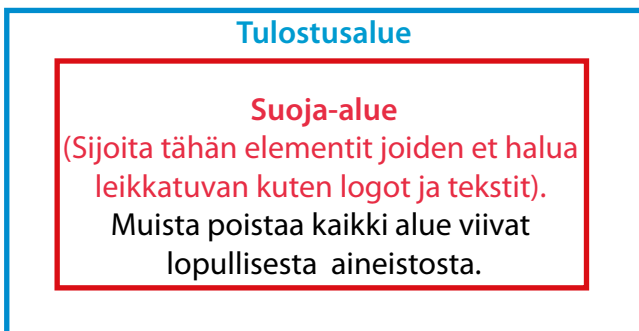 Tulostusalue
Suoja-alue
(Sijoita tähän elementit joiden et halua
leikkatuvan kuten logot ja tekstit).
Muista poistaa kaikki alue viivat
lopullisesta aineistosta.